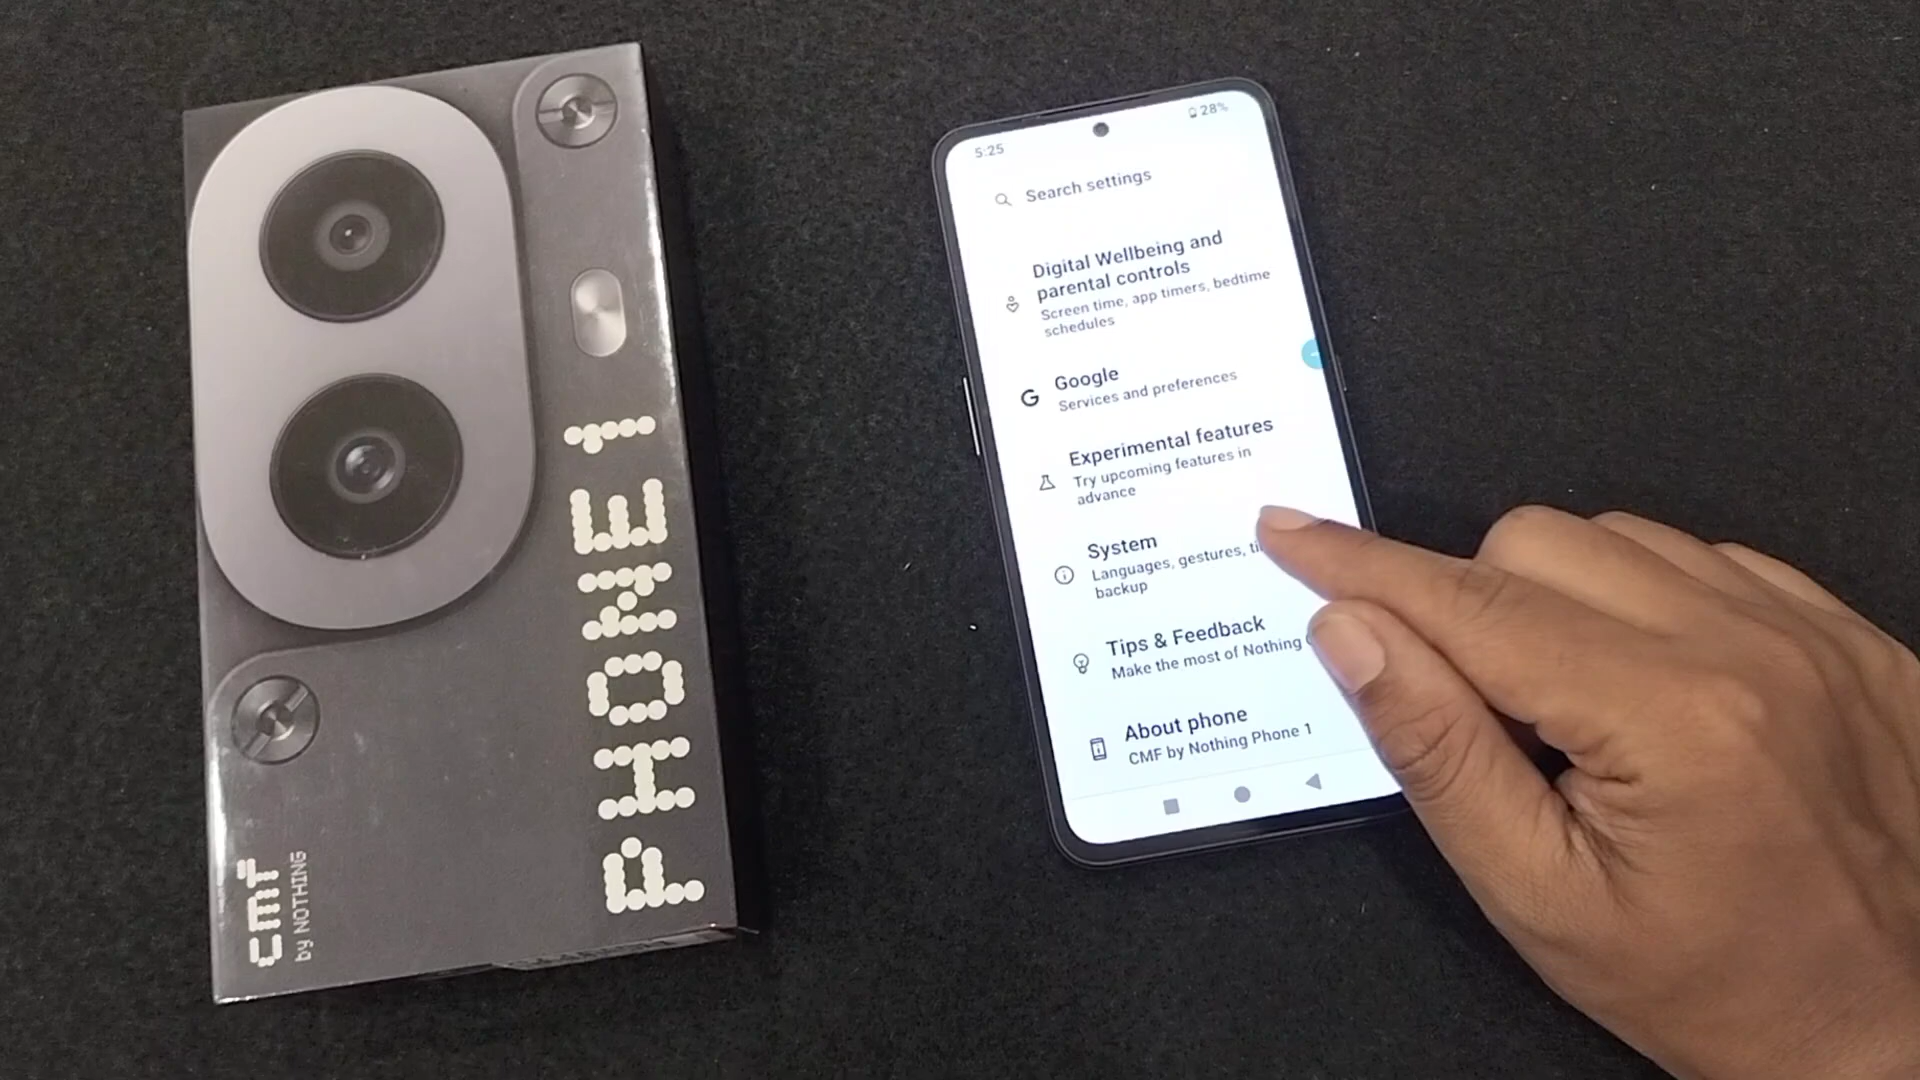 PHONE 1
cmf
by NOTHING
5:25
28%
Search settings
Digital Wellbeing and
parental controls
Screen time, app timers, bedtime
schedules
Google
Services and preferences
Experimental features
Try upcoming features in
advance
System
Languages, gestures,
backup
Tips & Feedback
Make the most of Nothing
About phone
CMF by Nothing Phone 1